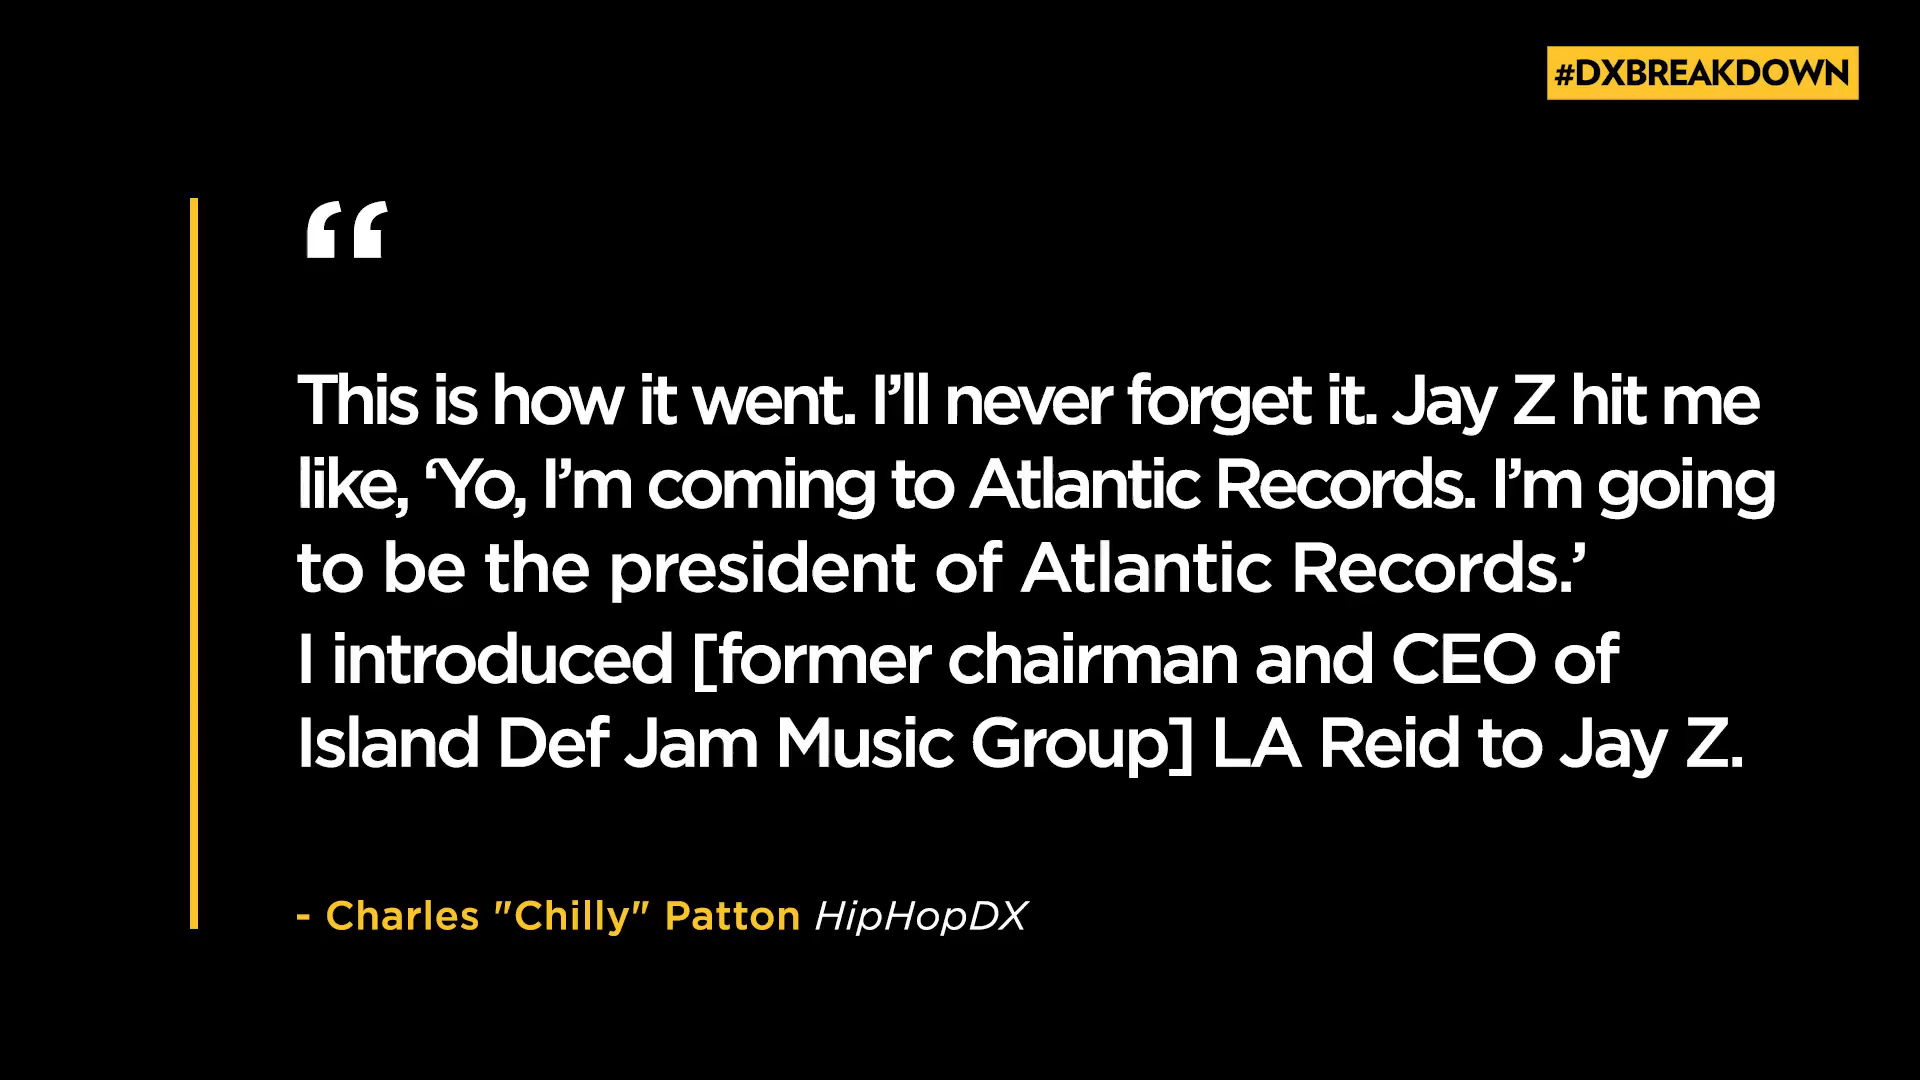 #DXBREAKDOWN
“
This is how it went. I’ll never forget it. Jay Z hit me
like, ‘Yo, I’m coming to Atlantic Records. I’m going
to be the president of Atlantic Records.’
I introduced [former chairman and CEO of
Island Def Jam Music Group] LA Reid to Jay Z.
- Charles "Chilly" Patton HipHopDX